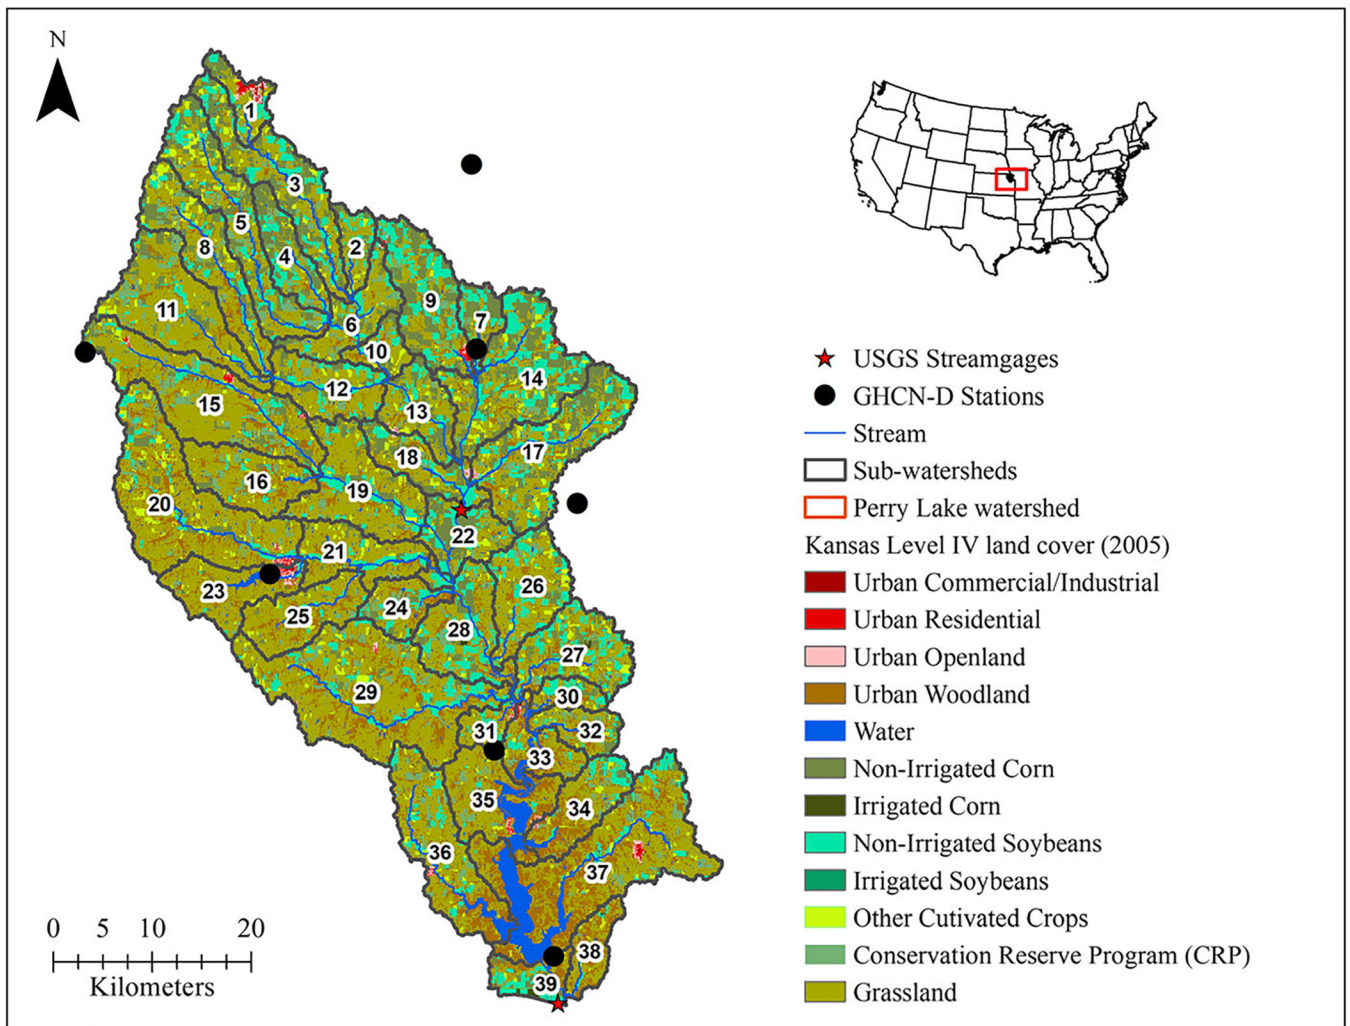 N
1
3
5
2
8
4
9
11
6
7
10
14
12
15
13
17
18
16
19
20
22
21
23
26
24
25
28
27
29
30
31
32
33
35
34
36
37
38
39
0 5 10 20
Kilometers
USGS Streamgages
GHCN-D Stations
Stream
Sub-watersheds
Perry Lake watershed
Kansas Level IV land cover (2005)
Urban Commercial/Industrial
Urban Residential
Urban Openland
Urban Woodland
Water
Non-Irrigated Corn
Irrigated Corn
Non-Irrigated Soybeans
Irrigated Soybeans
Other Cutivated Crops
Conservation Reserve Program (CRP)
Grassland